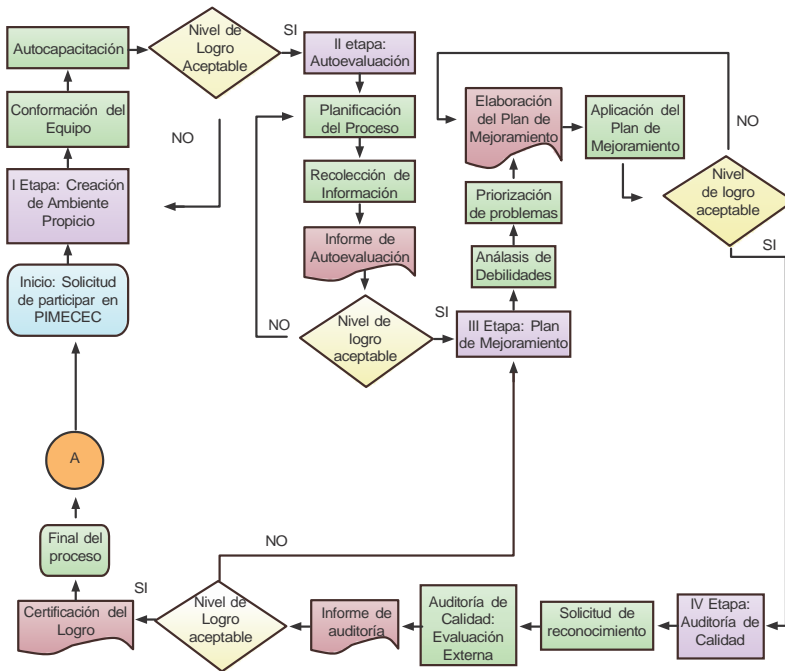 Autocapacitación
Nivel de
Logro
Aceptable
SI
NO
Conformación del
Equipo
I Etapa: Creación
de Ambiente
Propicio
Inicio: Solicitud
de participar en
PIMECEC
A
Final del
proceso
II etapa:
Autoevaluación
Planificación
del Proceso
Recolección de
Información
Informe de
Autoevaluación
NO
Nivel de
logro
aceptable
SI
III Etapa: Plan
de Mejoramiento
Análasis de
Debilidades
Priorización
de problemas
Elaboración
del Plan de
Mejoramiento
Aplicación del
Plan de
Mejoramiento
NO
Nivel
de logro
aceptable
SI
IV Etapa:
Auditoría de
Calidad
Solicitud de
reconocimiento
Auditoría de
Calidad:
Evaluación
Externa
Informe de
auditoría
Nivel de
Logro
aceptable
NO
SI
Certificación del
Logro